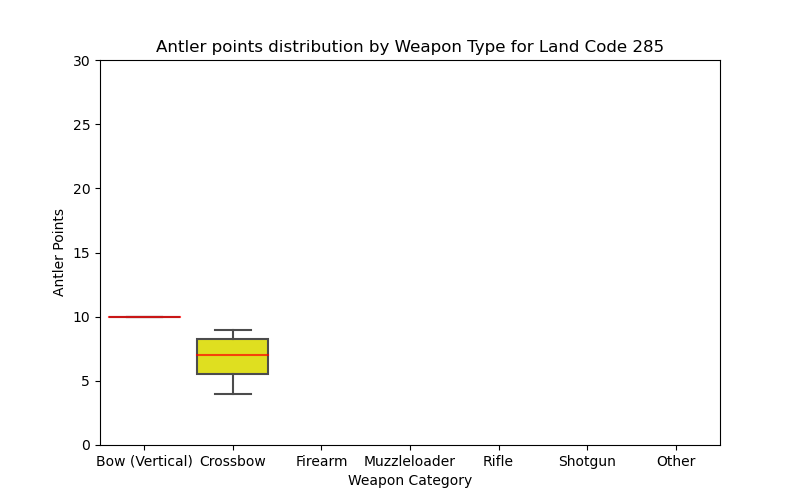 Antler points distribution by Weapon Type for Land Code 285
30
25
20
15
10
5
0
Antler Points
Bow (Vertical) Crossbow Firearm Muzzleloader Rifle Shotgun Other
Weapon Category